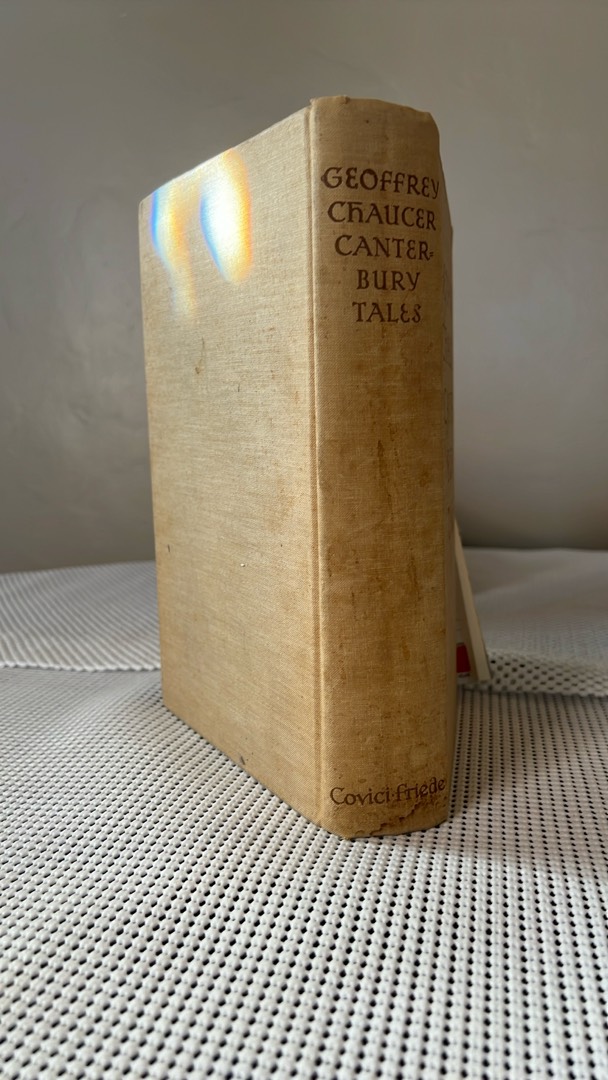 GEOFFREY
CHAUCER
CANTER-
BURY
TALES
Covici·Friede